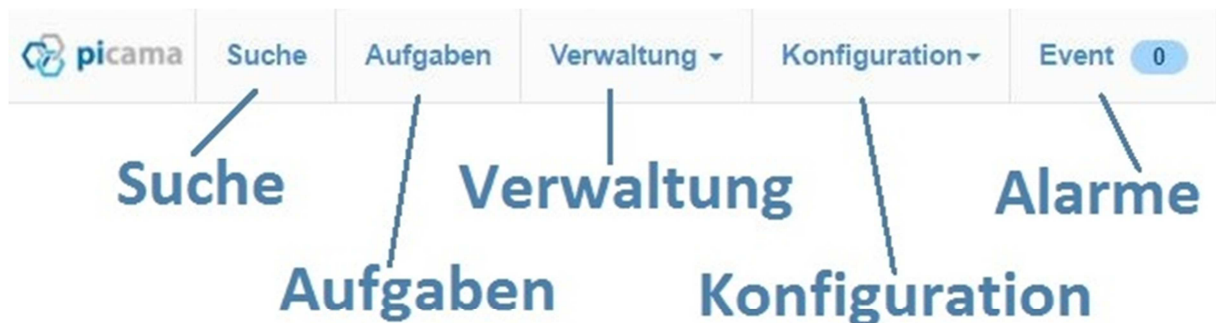 picama Suche Aufgaben Verwaltung Konfiguration Event 0
Suche Verwaltung Alarme
Aufgaben Konfiguration